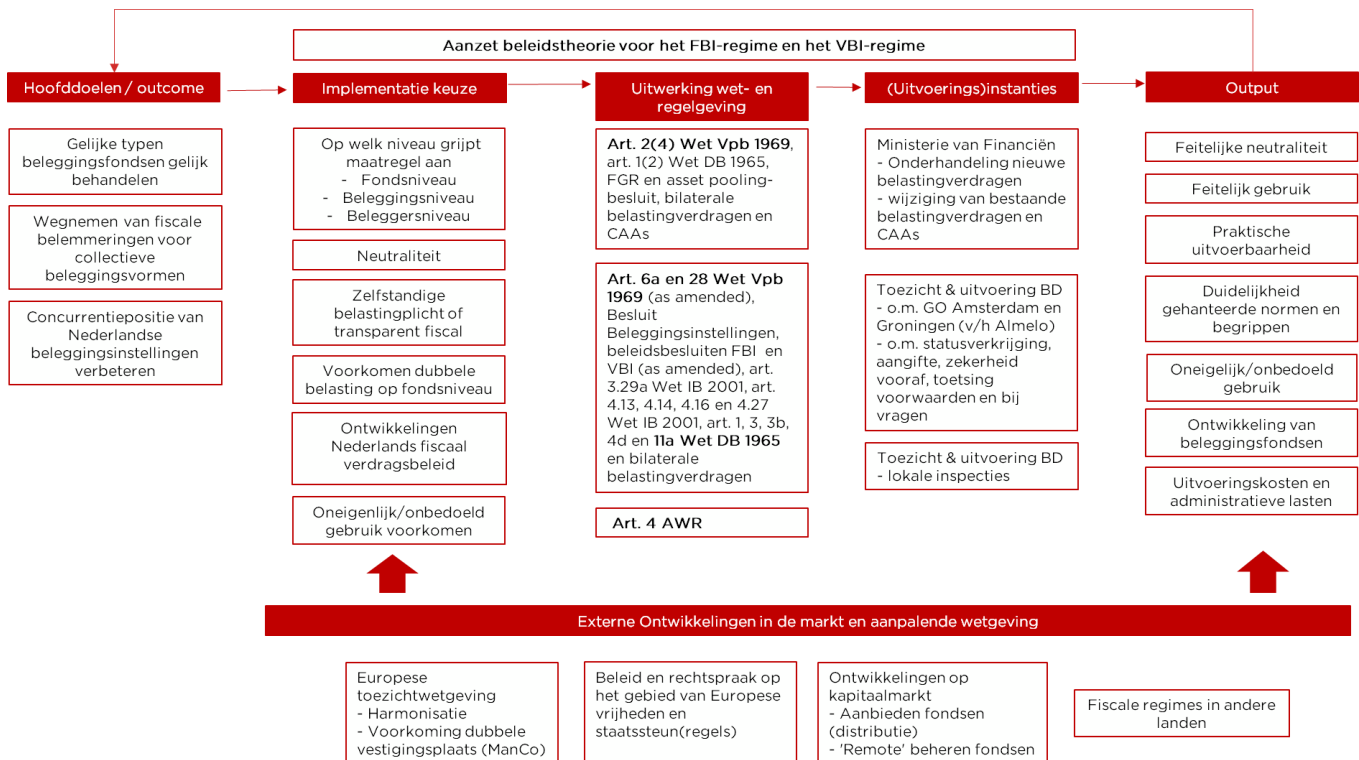 Aanzet beleidstheorie voor het FBI-regime en het VBI-regime
Hoofddoelen / outcome
Gelijke typen
beleggingsfondsen gelijk
behandelen
Wegnemen van fiscale
belemmeringen voor
collectieve
beleggingsvormen
Concurrentiepositie van
Nederlandse
beleggingsinstellingen
verbeteren
Implementatie keuze
Op welk niveau grijpt
maatregel aan
- Fondsniveau
- Beleggingsniveau
- Beleggersniveau
Neutraliteit
Zelfstandige
belastingplicht of
transparent fiscal
Voorkomen dubbele
belasting op fondsniveau
Ontwikkelingen
Nederlands fiscaal
verdragsbeleid
Oneigenlijk/onbedoeld
gebruik voorkomen
Uitwerking wet- en
regelgeving
Art. 2(4) Wet Vpb 1969,
art. 1(2) Wet DB 1965,
FGR en asset pooling-
besluit, bilaterale
belastingverdragen en
CAAs
Art. 6a en 28 Wet Vpb
1969 (as amended),
Besluit
Beleggingsinstellingen,
beleidsbesluiten FBI en
VBI (as amended), art.
3.29a Wet IB 2001, art.
4.13, 4.14, 4.16 en 4.27
Wet IB 2001, art. 1, 3, 3b,
4d en 11a Wet DB 1965
en bilaterale
belastingverdragen
Art. 4 AWR
(Uitvoerings)instanties
Ministerie van Financiën
- Onderhandeling nieuwe
belastingverdragen
- wijziging van bestaande
belastingverdragen en
CAAs
Toezicht & uitvoering BD
- o.m. GO Amsterdam en
Groningen (v/h Almelo)
- o.m. statusverkrijging,
aangifte, zekerheid
vooraf, toetsing
voorwaarden en bij
vragen
Toezicht & uitvoering BD
- lokale inspecties
Output
Feitelijke neutraliteit
Feitelijk gebruik
Praktische
uitvoerbaarheid
Duidelijkheid
gehanteerde normen en
begrippen
Oneigelijk/onbedoeld
gebruik
Ontwikkeling van
beleggingsfondsen
Uitvoeringskosten en
administratieve lasten
Externe Ontwikkelingen in de markt en aanpalende wetgeving
Europese
toezichtwetgeving
- Harmonisatie
- Voorkoming dubbele
vestigingsplaats (ManCo)
Beleid en rechtspraak op
het gebied van Europese
vrijheden en
staatssteun(regels)
Ontwikkelingen op
kapitaalmarkt
- Aanbieden fondsen
(distributie)
- 'Remote' beheren fondsen
Fiscale regimes in andere
landen